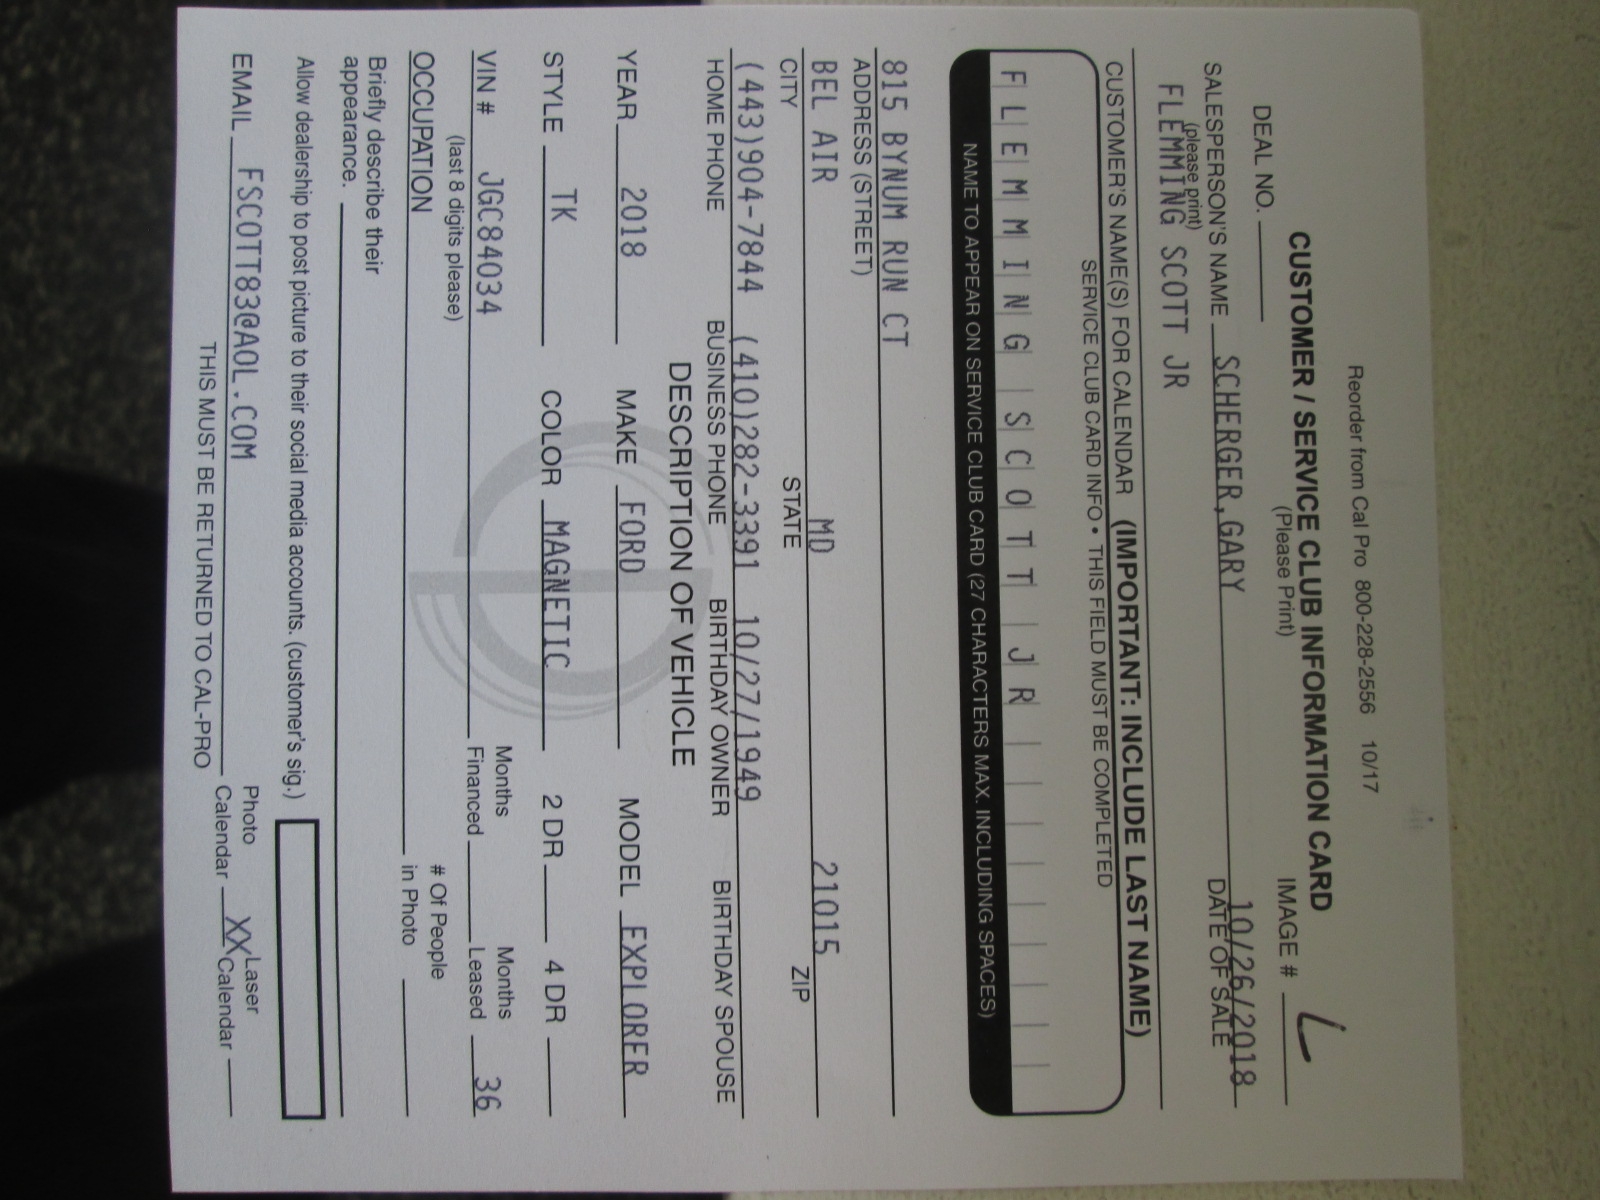 Reorder from Cal Pro 800-228-2556 10/17
CUSTOMER / SERVICE CLUB INFORMATION CARD
(Please Print)
DEAL NO. IMAGE # L
SALESPERSON'S NAME SCHERGER,GARY 10/26/2018
(please print) DATE OF SALE
FLEMMING SCOTT JR
CUSTOMER'S NAME(S) FOR CALENDAR (IMPORTANT: INCLUDE LAST NAME)
SERVICE CLUB CARD INFO • THIS FIELD MUST BE COMPLETED
FLEMMING SCOTT JR
NAME TO APPEAR ON SERVICE CLUB CARD (27 CHARACTERS MAX. INCLUDING SPACES)
815 BYNUM RUN CT
ADDRESS (STREET)
BEL AIR MD 21015
CITY STATE ZIP
(443)904-7844 (410)282-3391 10/27/1949
HOME PHONE BUSINESS PHONE BIRTHDAY OWNER BIRTHDAY SPOUSE
DESCRIPTION OF VEHICLE
YEAR 2018 MAKE FORD MODEL EXPLORER
STYLE TK COLOR MAGNETIC 2 DR 4 DR
VIN # JGC84034 Months Financed Months Leased 36
(last 8 digits please)
OCCUPATION # Of People in Photo
Briefly describe their
appearance.
Allow dealership to post picture to their social media accounts. (customer's sig.)
EMAIL FSCOTT83@AOL.COM Photo Calendar XX Laser Calendar
THIS MUST BE RETURNED TO CAL-PRO